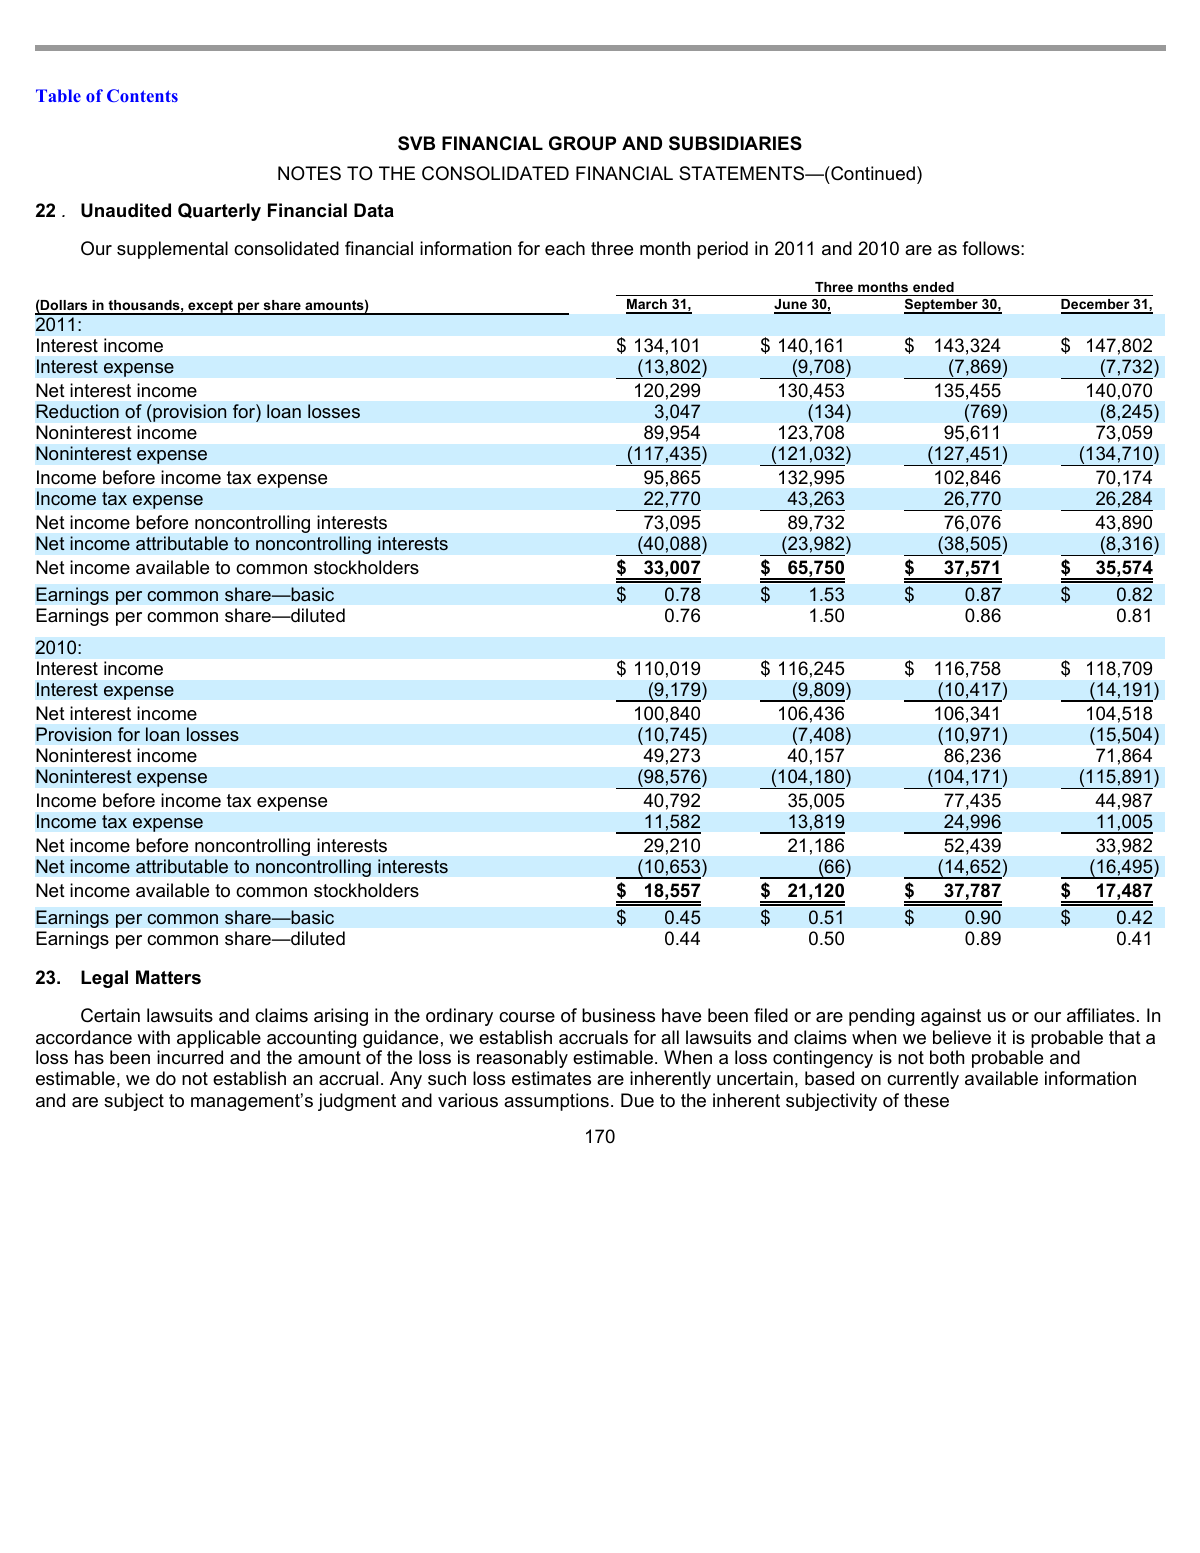 Table of Contents
SVB FINANCIAL GROUP AND SUBSIDIARIES
NOTES TO THE CONSOLIDATED FINANCIAL STATEMENTS—(Continued)
22 . Unaudited Quarterly Financial Data
Our supplemental consolidated financial information for each three month period in 2011 and 2010 are as follows:
Three months ended
(Dollars in thousands, except per share amounts) March 31, June 30, September 30, December 31,
2011:
Interest income $ 134,101 $ 140,161 $ 143,324 $ 147,802
Interest expense (13,802) (9,708) (7,869) (7,732)
Net interest income 120,299 130,453 135,455 140,070
Reduction of (provision for) loan losses 3,047 (134) (769) (8,245)
Noninterest income 89,954 123,708 95,611 73,059
Noninterest expense (117,435) (121,032) (127,451) (134,710)
Income before income tax expense 95,865 132,995 102,846 70,174
Income tax expense 22,770 43,263 26,770 26,284
Net income before noncontrolling interests 73,095 89,732 76,076 43,890
Net income attributable to noncontrolling interests (40,088) (23,982) (38,505) (8,316)
Net income available to common stockholders $ 33,007 $ 65,750 $ 37,571 $ 35,574
Earnings per common share—basic $ 0.78 $ 1.53 $ 0.87 $ 0.82
Earnings per common share—diluted 0.76 1.50 0.86 0.81
2010:
Interest income $ 110,019 $ 116,245 $ 116,758 $ 118,709
Interest expense (9,179) (9,809) (10,417) (14,191)
Net interest income 100,840 106,436 106,341 104,518
Provision for loan losses (10,745) (7,408) (10,971) (15,504)
Noninterest income 49,273 40,157 86,236 71,864
Noninterest expense (98,576) (104,180) (104,171) (115,891)
Income before income tax expense 40,792 35,005 77,435 44,987
Income tax expense 11,582 13,819 24,996 11,005
Net income before noncontrolling interests 29,210 21,186 52,439 33,982
Net income attributable to noncontrolling interests (10,653) (66) (14,652) (16,495)
Net income available to common stockholders $ 18,557 $ 21,120 $ 37,787 $ 17,487
Earnings per common share—basic $ 0.45 $ 0.51 $ 0.90 $ 0.42
Earnings per common share—diluted 0.44 0.50 0.89 0.41
23. Legal Matters
Certain lawsuits and claims arising in the ordinary course of business have been filed or are pending against us or our affiliates. In
accordance with applicable accounting guidance, we establish accruals for all lawsuits and claims when we believe it is probable that a
loss has been incurred and the amount of the loss is reasonably estimable. When a loss contingency is not both probable and
estimable, we do not establish an accrual. Any such loss estimates are inherently uncertain, based on currently available information
and are subject to management’s judgment and various assumptions. Due to the inherent subjectivity of these
170